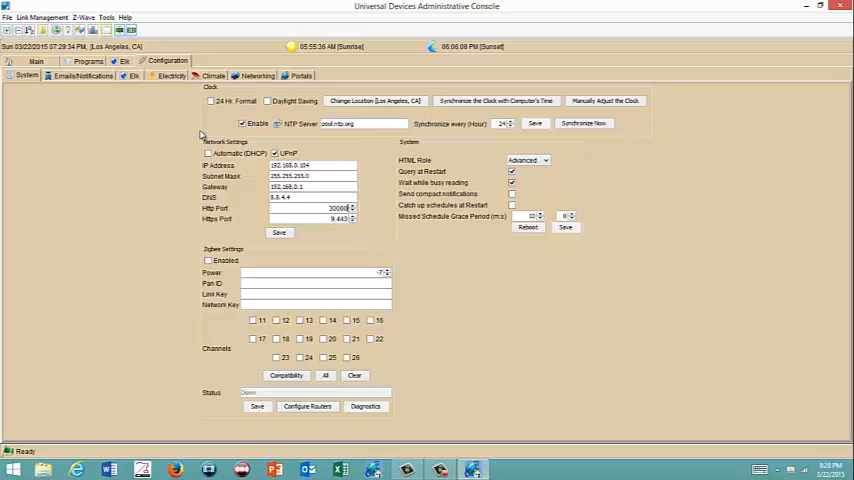 Universal Devices Administrative Console
File Link Management Z-Wave Tools Help
Sun 03/22/2015 07:29:34 PM, [Los Angeles, CA] 05:55:36 AM [Sunrise] 06:06:08 PM [Sunset]
Main Programs Elk Configuration
System Emails/Notifications Elk Electricity Climate Networking Portals
Clock
24 Hr. Format Daylight Saving Change Location [Los Angeles, CA] Synchronize the Clock with Computer's Time Manually Adjust the Clock
Enable NTP Server pool.ntp.org Synchronize every (Hour) 24 Save Synchronize Now
Network Settings System
Automatic (DHCP) UPnP
HTML Role Advanced
IP Address 192.168.0.104
Query at Restart
Subnet Mask 255.255.255.0
Wait while busy reading
Gateway 192.168.0.1
Send compact notifications
DNS 8.8.4.4
Catch up schedules at Restart
Http Port 30000
Missed Schedule Grace Period (m:s) 10 0
Https Port 9,443
Reboot Save
Save
Zigbee Settings
Enabled
Power -7
Pan ID
Link Key
Network Key
11 12 13 14 15 16
17 18 19 20 21 22
Channels
23 24 25 26
Compatibility All Clear
Status Down
Save Configure Routers Diagnostics
Ready
8:28 PM
3/22/2015